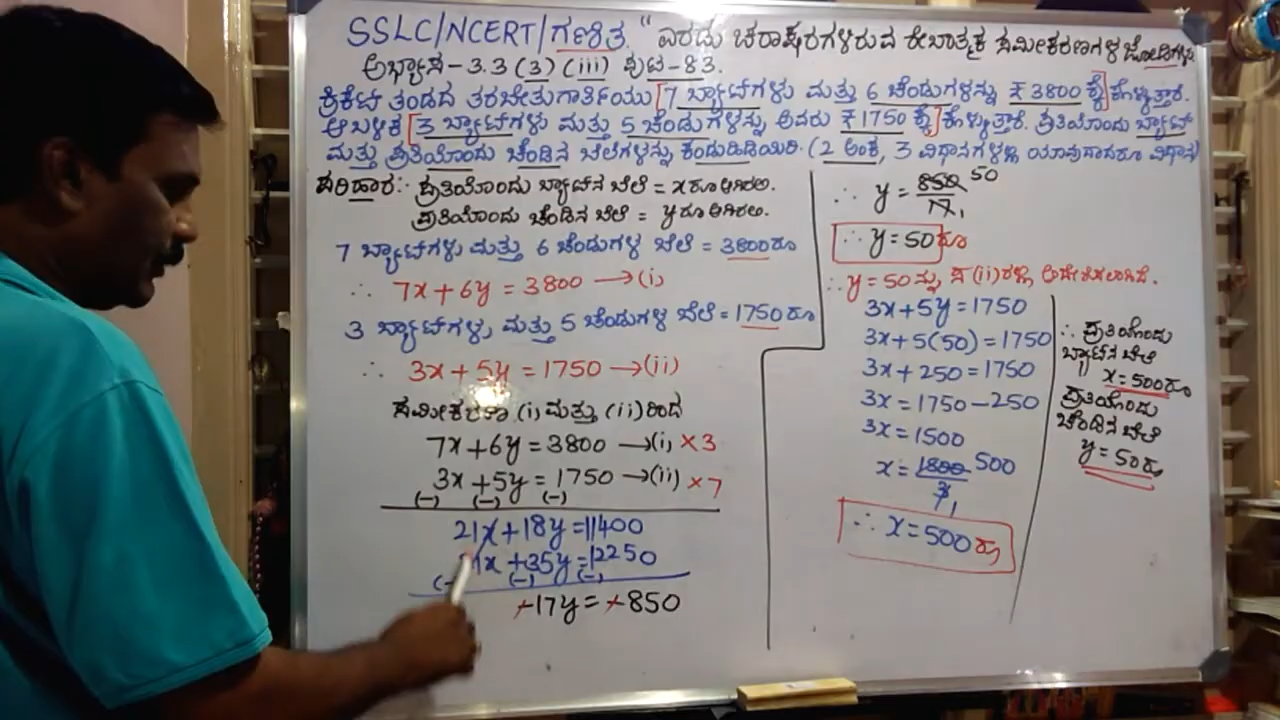 SSLC/NCERT/ಗಣಿತ "ಎರಡು ಚರಾಕ್ಷರಗಳಿರುವ ರೇಖಾತ್ಮಕ ಸಮೀಕರಣಗಳ ಜೋಡಿಗಳು
ಅಭ್ಯಾಸ-3.3 (3) (iii) ಪುಟ-83.
ಕ್ರಿಕೆಟ್ ತಂಡದ ತರಬೇತುಗಾರ್ತಿಯು [7 ಬ್ಯಾಟ್‌ಗಳು ಮತ್ತು 6 ಚೆಂಡುಗಳನ್ನು ₹3800 ಕ್ಕೆ] ಕೊಳ್ಳುತ್ತಾರೆ.
ಆ ಬಳಿಕ [3 ಬ್ಯಾಟ್‌ಗಳು ಮತ್ತು 5 ಚೆಂಡುಗಳನ್ನು ಅವರು ₹1750 ಕ್ಕೆ] ಕೊಳ್ಳುತ್ತಾರೆ. ಪ್ರತಿಯೊಂದು ಬ್ಯಾಟ್
ಮತ್ತು ಪ್ರತಿಯೊಂದು ಚೆಂಡಿನ ಬೆಲೆಗಳನ್ನು ಕಂಡುಹಿಡಿಯಿರಿ. (2 ಅಂಕ, 3 ವಿಧಾನಗಳಲ್ಲಿ ಯಾವುದಾದರೂ ವಿಧಾನ)
ಪರಿಹಾರ:- ಪ್ರತಿಯೊಂದು ಬ್ಯಾಟ್‌ನ ಬೆಲೆ = x ರೂ ಆಗಿರಲಿ.
ಪ್ರತಿಯೊಂದು ಚೆಂಡಿನ ಬೆಲೆ = y ರೂ ಆಗಿರಲಿ.
7 ಬ್ಯಾಟ್‌ಗಳು ಮತ್ತು 6 ಚೆಂಡುಗಳ ಬೆಲೆ = 3800 ರೂ
∴ 7x+6y = 3800 →(i)
3 ಬ್ಯಾಟ್‌ಗಳು ಮತ್ತು 5 ಚೆಂಡುಗಳ ಬೆಲೆ = 1750 ರೂ
∴ 3x+5y = 1750 →(ii)
ಸಮೀಕರಣ (i) ಮತ್ತು (ii) ರಿಂದ
7x+6y = 3800 →(i) ×3
3x+5y = 1750 →(ii) ×7
(-) (-) (-)
21x+18y=11400
21x+35y=12250
(-) (-) (-)
-17y = -850
∴ y = 850/17 50
1
∴ y = 50 ರೂ
∴ y = 50 ನ್ನು ಸ (ii) ರಲ್ಲಿ ಆದೇಶಿಸಲಾಗಿದೆ.
3x+5y=1750
3x+5(50) = 1750
3x+250=1750
3x=1750-250
3x=1500
x = 1500/3 500
1
∴ x = 500 ರೂ
∴ ಪ್ರತಿಯೊಂದು
ಬ್ಯಾಟ್‌ನ ಬೆಲೆ
x = 500 ರೂ
ಪ್ರತಿಯೊಂದು
ಚೆಂಡಿನ ಬೆಲೆ
y = 50 ರೂ